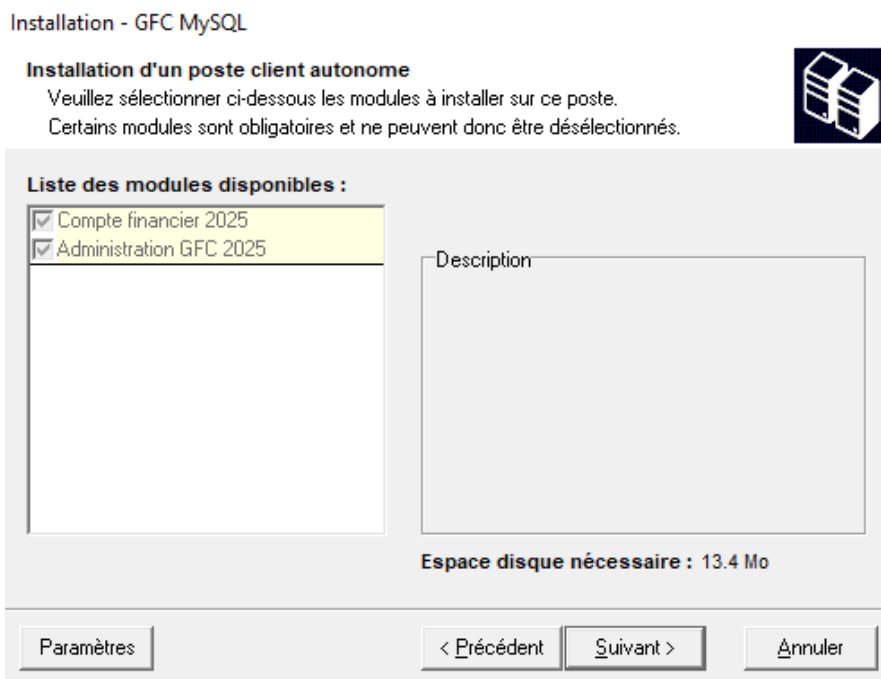 Installation - GFC MySQL
Installation d'un poste client autonome
Veuillez sélectionner ci-dessous les modules à installer sur ce poste.
Certains modules sont obligatoires et ne peuvent donc être désélectionnés.
Liste des modules disponibles :
Compte financier 2025
Administration GFC 2025
Description
Espace disque nécessaire : 13.4 Mo
Paramètres
< Précédent
Suivant >
Annuler